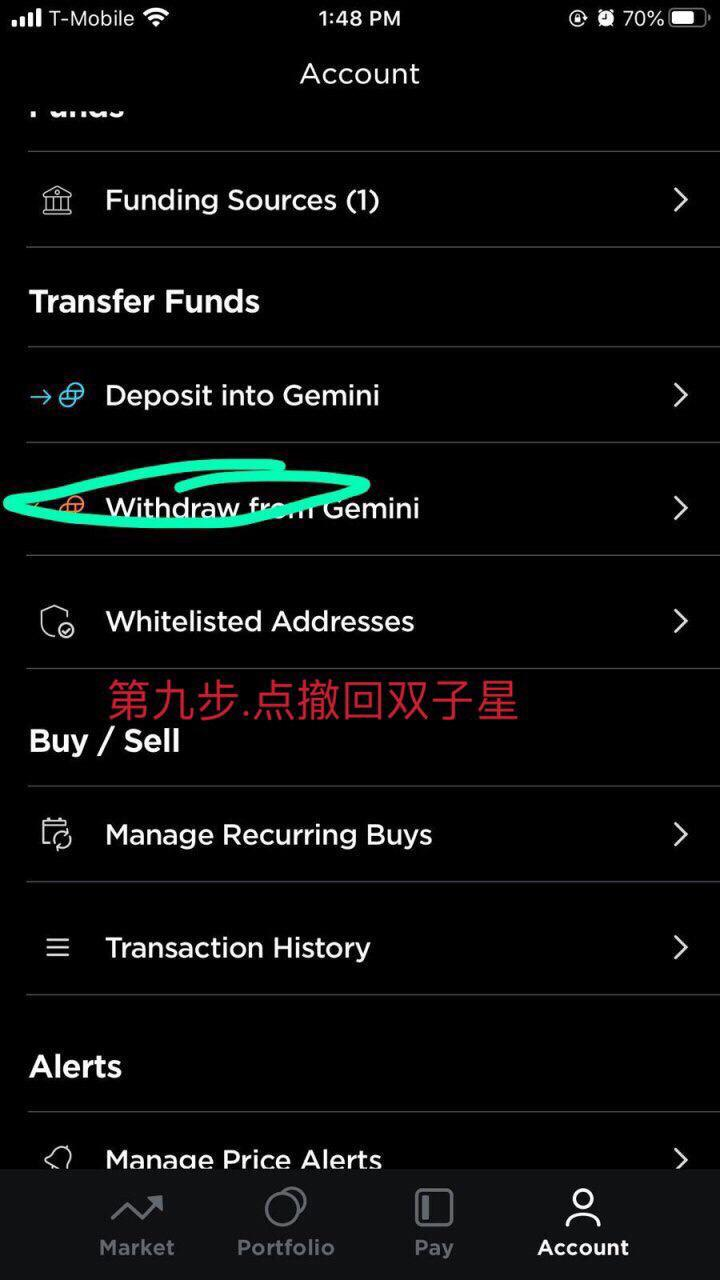 T-Mobile 1:48 PM 70%
Account
Funds
Funding Sources (1)
Transfer Funds
Deposit into Gemini
Withdraw from Gemini
Whitelisted Addresses
第九步.点撤回双子星
Buy / Sell
Manage Recurring Buys
Transaction History
Alerts
Manage Price Alerts
Market Portfolio Pay Account